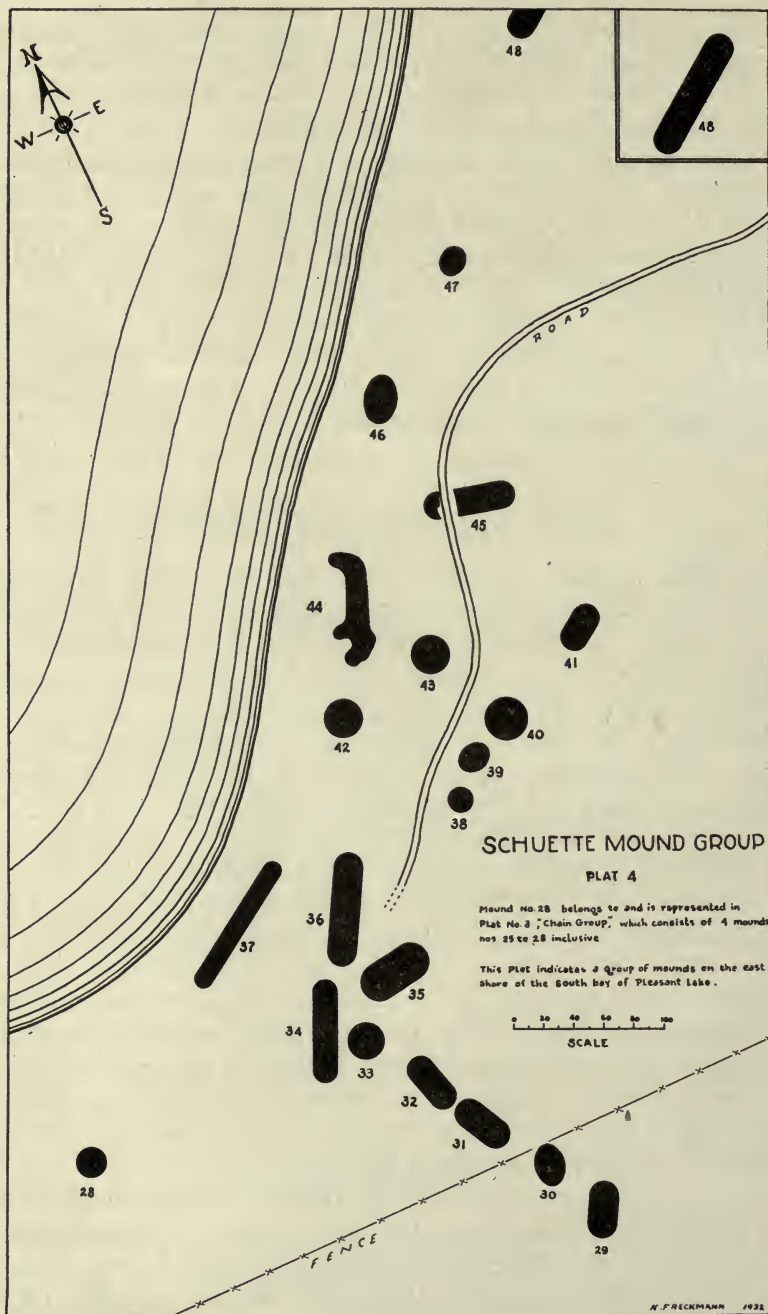 N
W
E
S
48
48
47
ROAD
46
45
44
41
43
42
40
39
38
SCHUETTE MOUND GROUP
PLAT 4
Mound No. 28 belongs to and is represented in
Plat No. 3, "Chain Group," which consists of 4 mounds
nos 25 to 28 inclusive
This Plat indicates a group of mounds on the east
shore of the South bay of Pleasant Lake.
0 20 40 60 80 100
SCALE
36
37
35
34
33
32
31
30
28
29
FENCE
K. FRECKMANN 1932